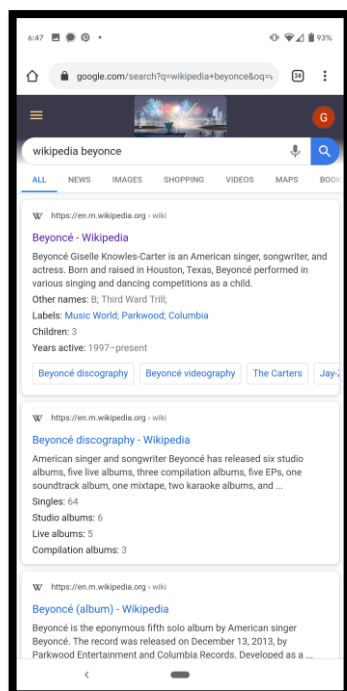 6:47
93%
google.com/search?q=wikipedia+beyonce&oq=
34
G
wikipedia beyonce
ALL NEWS IMAGES SHOPPING VIDEOS MAPS BOOK
W https://en.m.wikipedia.org › wiki
Beyoncé - Wikipedia
Beyoncé Giselle Knowles-Carter is an American singer, songwriter, and
actress. Born and raised in Houston, Texas, Beyoncé performed in
various singing and dancing competitions as a child.
Other names: B; Third Ward Trill;
Labels: Music World; Parkwood; Columbia
Children: 3
Years active: 1997–present
Beyoncé discography Beyoncé videography The Carters Jay-Z
W https://en.m.wikipedia.org › wiki
Beyoncé discography - Wikipedia
American singer and songwriter Beyoncé has released six studio
albums, five live albums, three compilation albums, five EPs, one
soundtrack album, one mixtape, two karaoke albums, and ...
Singles: 64
Studio albums: 6
Live albums: 5
Compilation albums: 3
W https://en.m.wikipedia.org › wiki
Beyoncé (album) - Wikipedia
Beyoncé is the eponymous fifth solo album by American singer
Beyoncé. The record was released on December 13, 2013, by
Parkwood Entertainment and Columbia Records. Developed as a ...